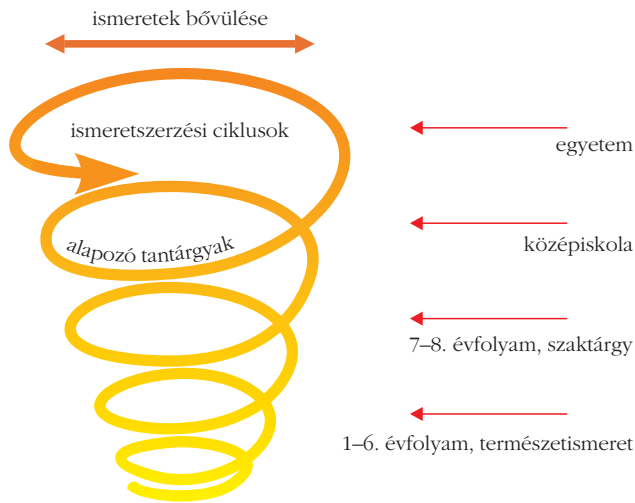 ismeretek bővülése
ismeretszerzési ciklusok
egyetem
alapozó tantárgyak
középiskola
7–8. évfolyam, szaktárgy
1–6. évfolyam, természetismeret